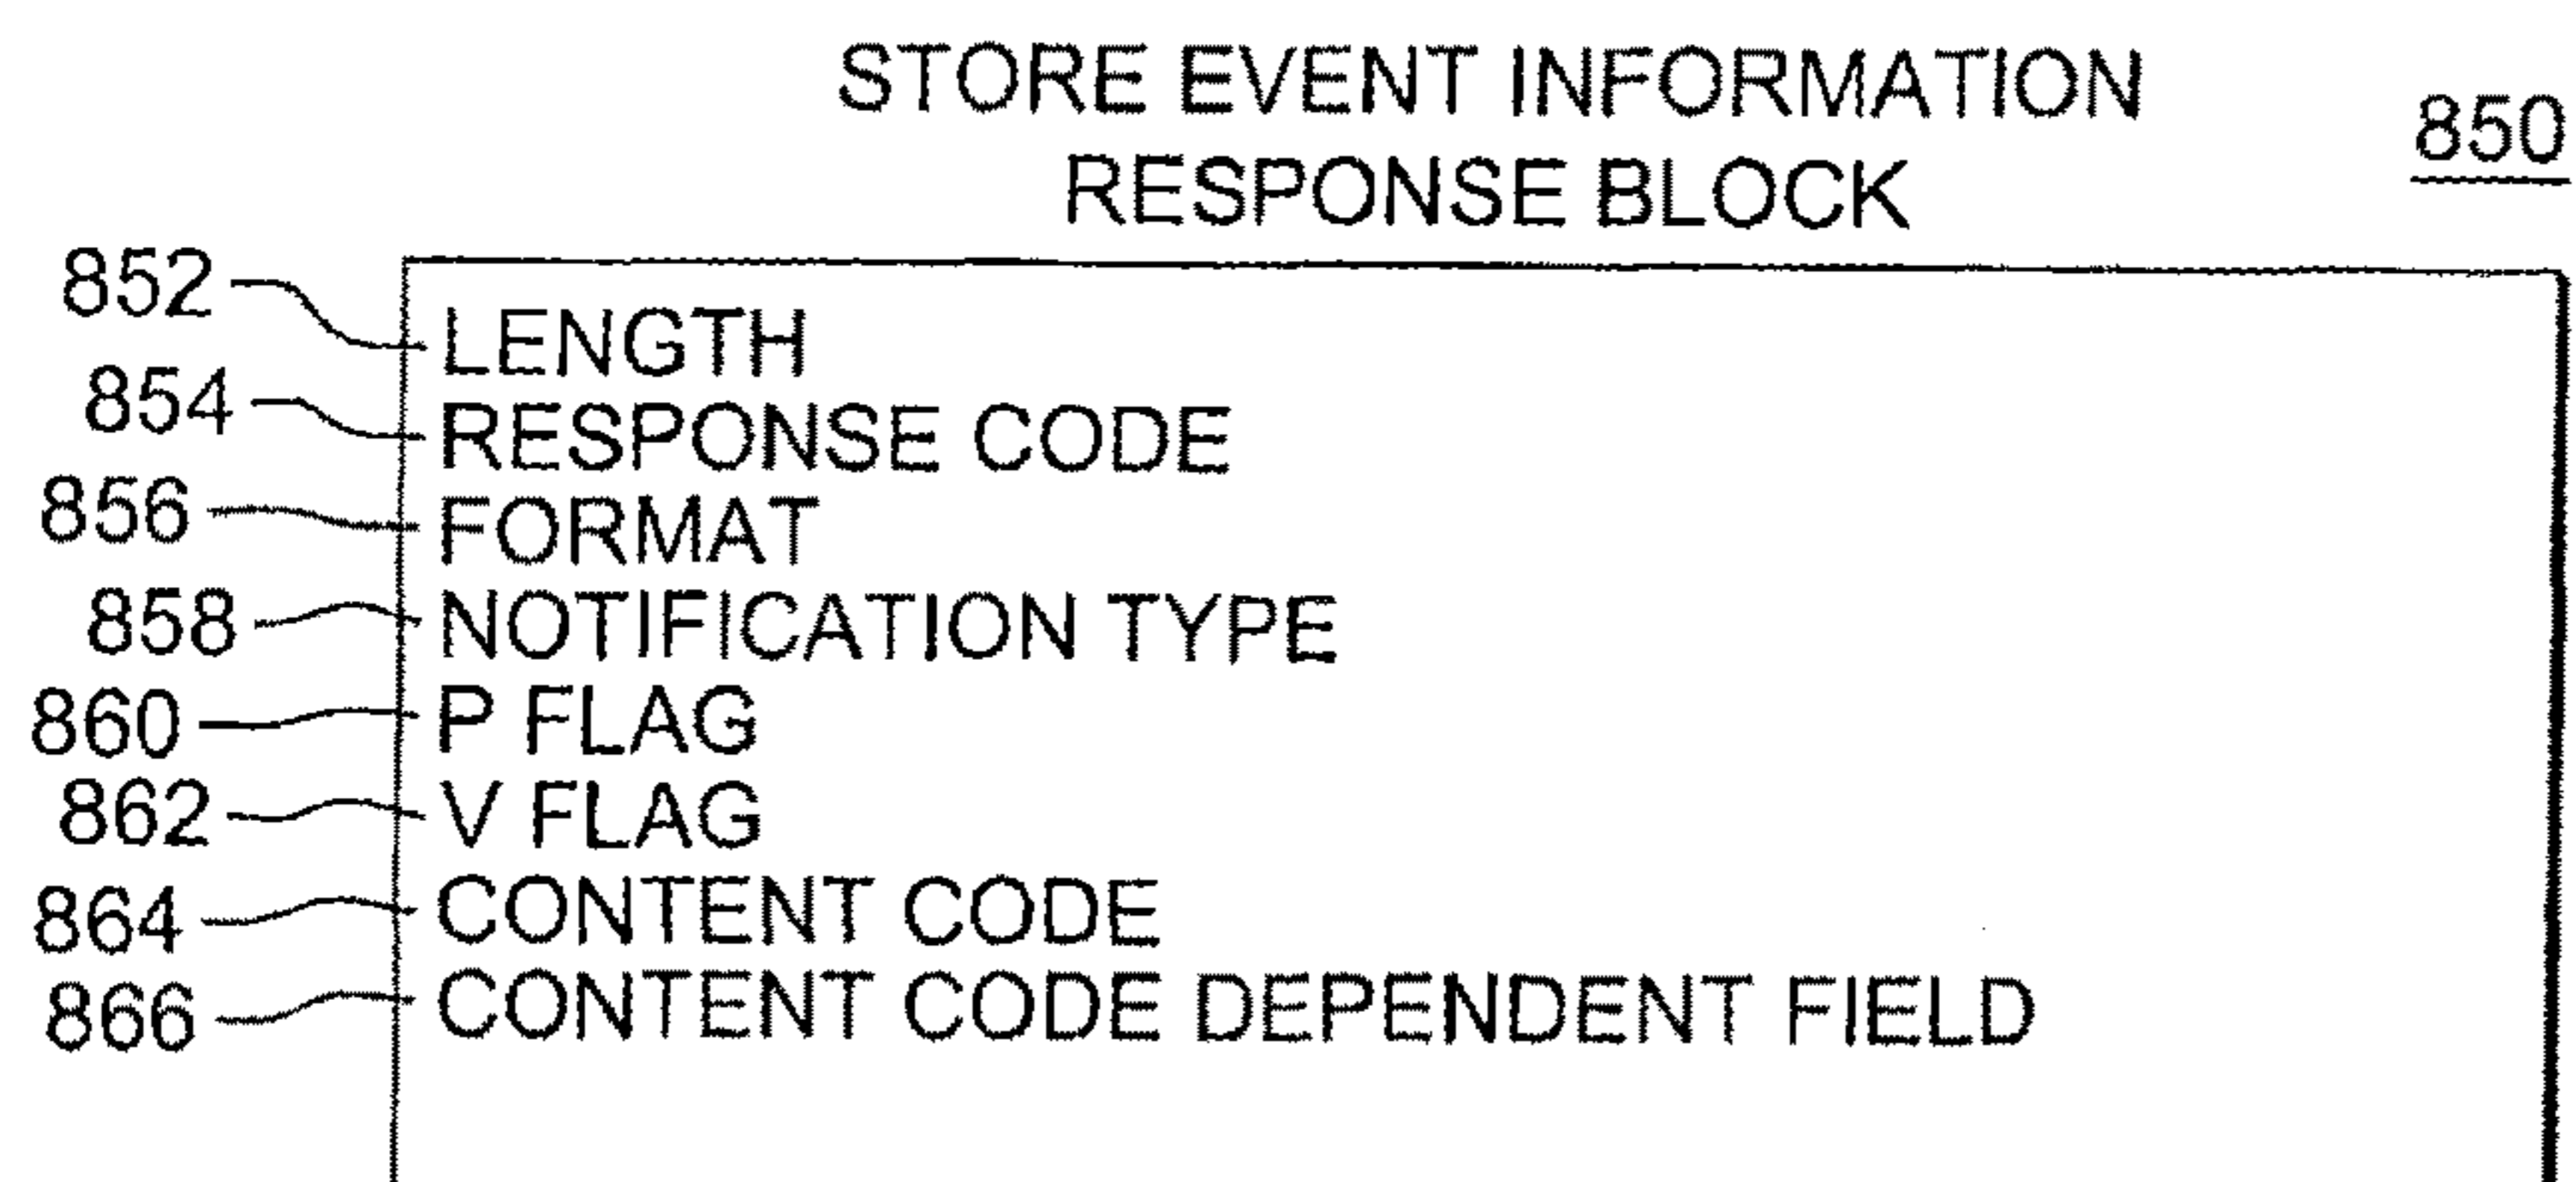 STORE EVENT INFORMATION
RESPONSE BLOCK
850
852 LENGTH
854 RESPONSE CODE
856 FORMAT
858 NOTIFICATION TYPE
860 P FLAG
862 V FLAG
864 CONTENT CODE
866 CONTENT CODE DEPENDENT FIELD